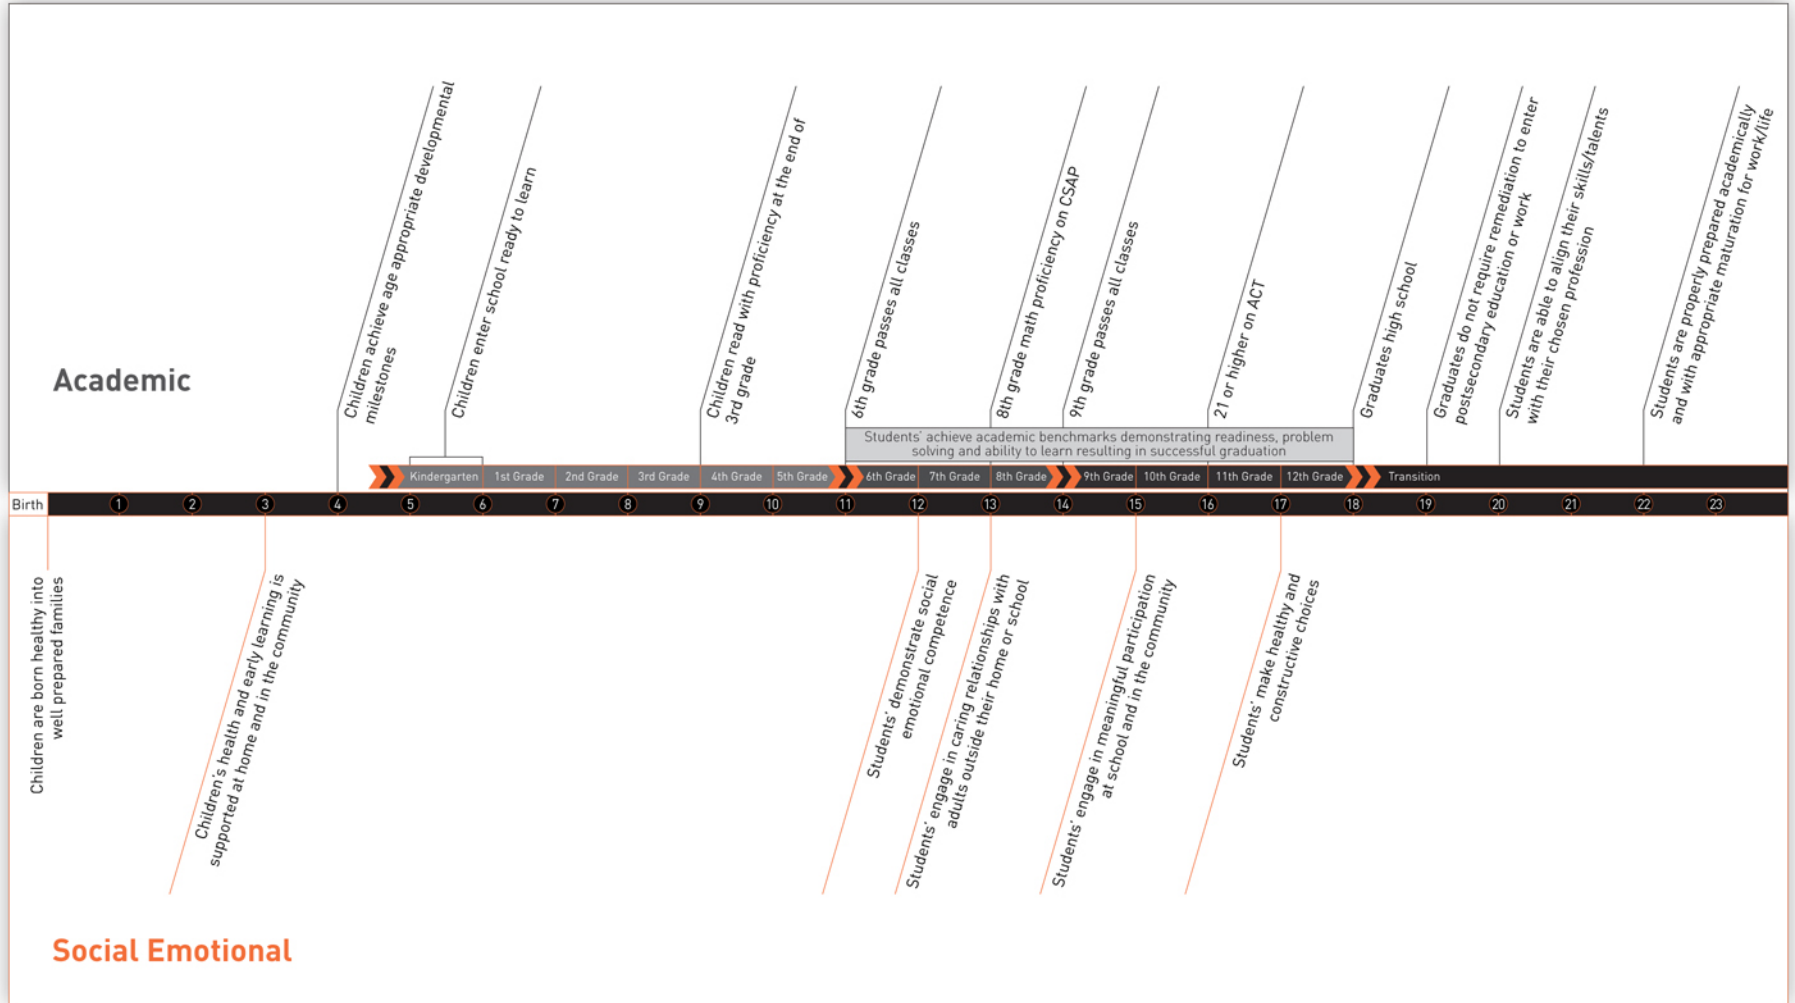 Children achieve age appropriate developmental
milestones
Children enter school ready to learn
Children read with proficiency at the end of
3rd grade
6th grade passes all classes
8th grade math proficiency on CSAP
9th grade passes all classes
21 or higher on ACT
Graduates high school
Graduates do not require remediation to enter
postsecondary education or work
Students are able to align their skills/talents
with their chosen profession
Students are properly prepared academically
and with appropriate maturation for work/life
Academic
Students' achieve academic benchmarks demonstrating readiness, problem
solving and ability to learn resulting in successful graduation
Kindergarten 1st Grade 2nd Grade 3rd Grade 4th Grade 5th Grade 6th Grade 7th Grade 8th Grade 9th Grade 10th Grade 11th Grade 12th Grade Transition
Birth 1 2 3 4 5 6 7 8 9 10 11 12 13 14 15 16 17 18 19 20 21 22 23
Children are born healthy into
well prepared families
Children's health and early learning is
supported at home and in the community
Students' demonstrate social
emotional competence
Students' engage in caring relationships with
adults outside their home or school
Students' engage in meaningful participation
at school and in the community
Students' make healthy and
constructive choices
Social Emotional